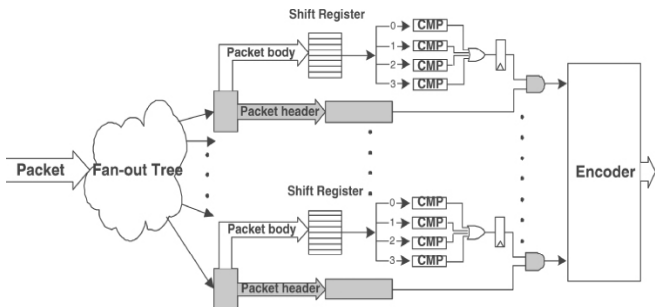 Shift Register
Packet body
0 CMP
1 CMP
2 CMP
3 CMP
Packet header
Packet
Fan-out Tree
Encoder
Shift Register
Packet body
0 CMP
1 CMP
2 CMP
3 CMP
Packet header